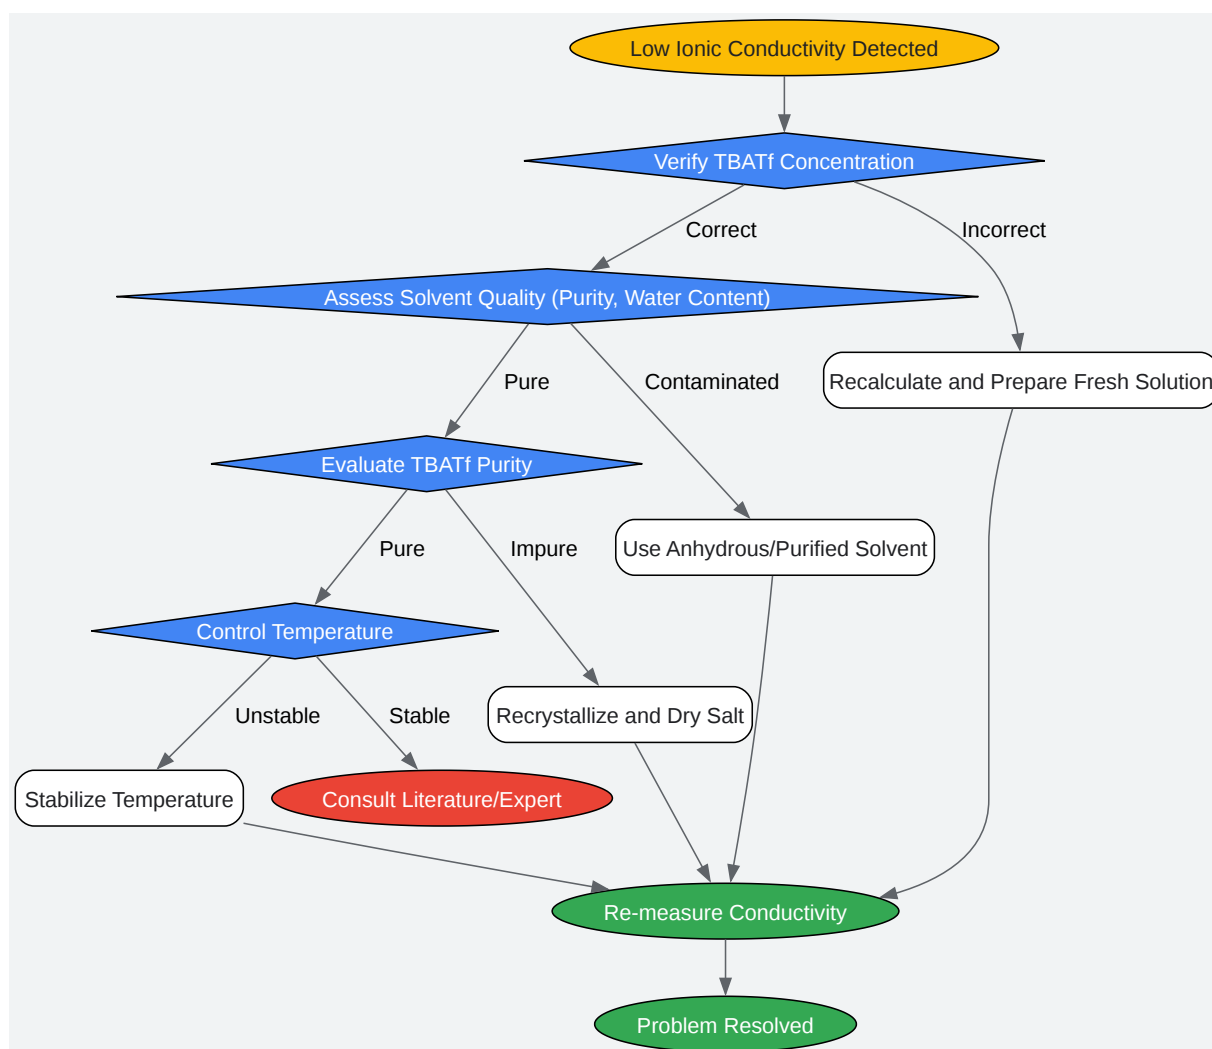 Low Ionic Conductivity Detected
Verify TBATf Concentration
Correct
Incorrect
Assess Solvent Quality (Purity, Water Content)
Pure
Contaminated
Recalculate and Prepare Fresh Solution
Evaluate TBATf Purity
Pure
Impure
Use Anhydrous/Purified Solvent
Control Temperature
Unstable
Stable
Recrystallize and Dry Salt
Stabilize Temperature
Consult Literature/Expert
Re-measure Conductivity
Problem Resolved